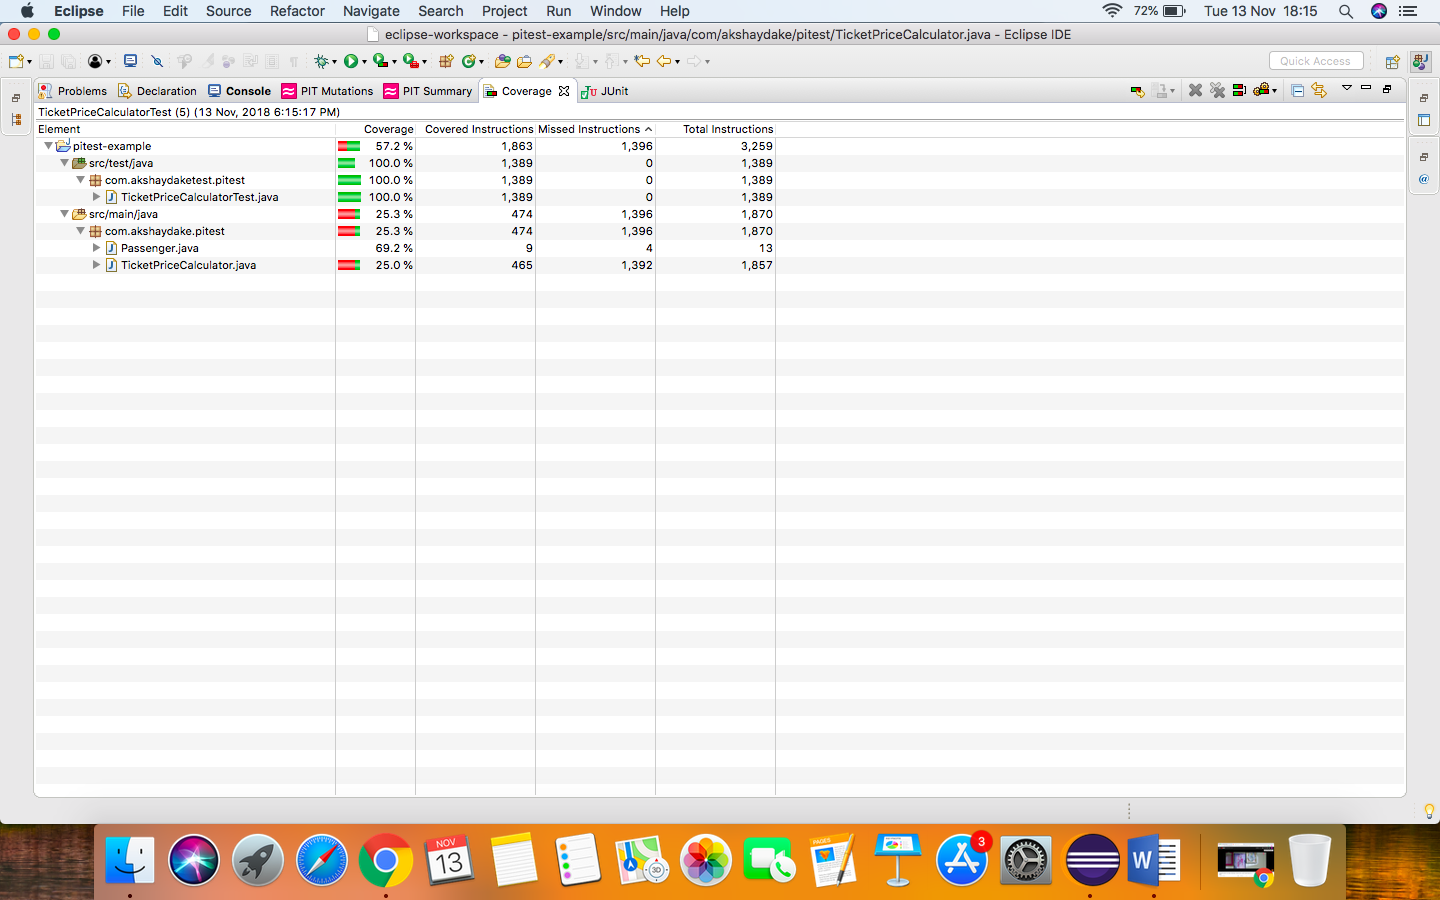 Eclipse File Edit Source Refactor Navigate Search Project Run Window Help 72% Tue 13 Nov 18:15
eclipse-workspace - pitest-example/src/main/java/com/akshaydake/pitest/TicketPriceCalculator.java - Eclipse IDE
Quick Access
Problems Declaration Console PIT Mutations PIT Summary Coverage JUnit
TicketPriceCalculatorTest (5) (13 Nov, 2018 6:15:17 PM)
Element Coverage Covered Instructions Missed Instructions Total Instructions
pitest-example 57.2 % 1,863 1,396 3,259
src/test/java 100.0 % 1,389 0 1,389
com.akshaydaketest.pitest 100.0 % 1,389 0 1,389
TicketPriceCalculatorTest.java 100.0 % 1,389 0 1,389
src/main/java 25.3 % 474 1,396 1,870
com.akshaydake.pitest 25.3 % 474 1,396 1,870
Passenger.java 69.2 % 9 4 13
TicketPriceCalculator.java 25.0 % 465 1,392 1,857
NOV
13
3D
PAGES
3
W